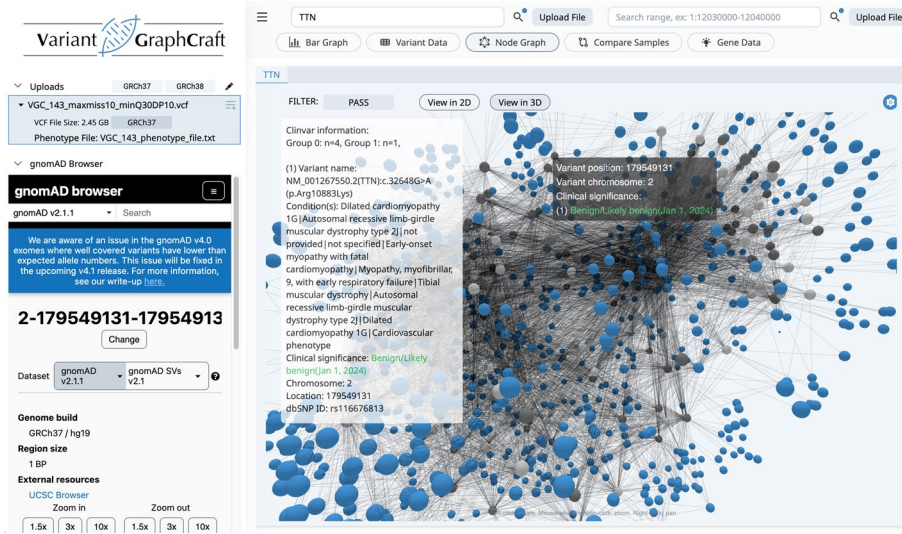 Variant GraphCraft
Uploads GRCh37 GRCh38
VGC_143_maxmiss10_minQ30DP10.vcf
VCF File Size: 2.45 GB GRCh37
Phenotype File: VGC_143_phenotype_file.txt
gnomAD Browser
gnomAD browser
gnomAD v2.1.1 Search
We are aware of an issue in the gnomAD v4.0
exomes where well covered variants have lower than
expected allele numbers. This issue will be fixed in
the upcoming v4.1 release. For more information,
see our write-up here.
2-179549131-17954913
Change
Dataset gnomAD v2.1.1 gnomAD SVs v2.1
Genome build
GRCh37 / hg19
Region size
1 BP
External resources
UCSC Browser
Zoom in Zoom out
1.5x 3x 10x 1.5x 3x 10x
TTN Upload File Search range, ex: 1:12030000-12040000 Upload File
Bar Graph Variant Data Node Graph Compare Samples Gene Data
TTN
FILTER: PASS View in 2D View in 3D
Clinvar information:
Group 0: n=4, Group 1: n=1,
(1) Variant name:
NM_001267550.2(TTN):c.32648G>A
(p.Arg10883Lys)
Condition(s): Dilated cardiomyopathy
1G|Autosomal recessive limb-girdle
muscular dystrophy type 2J|not
provided|not specified|Early-onset
myopathy with fatal
cardiomyopathy|Myopathy, myofibrillar,
9, with early respiratory failure|Tibial
muscular dystrophy|Autosomal
recessive limb-girdle muscular
dystrophy type 2J|Dilated
cardiomyopathy 1G|Cardiovascular
phenotype
Clinical significance: Benign/Likely
benign(Jan 1, 2024)
Chromosome: 2
Location: 179549131
dbSNP ID: rs116676813
Variant position: 179549131
Variant chromosome: 2
Clinical significance:
(1) Benign/Likely benign(Jan 1, 2024)
zoom, Right-click: pan